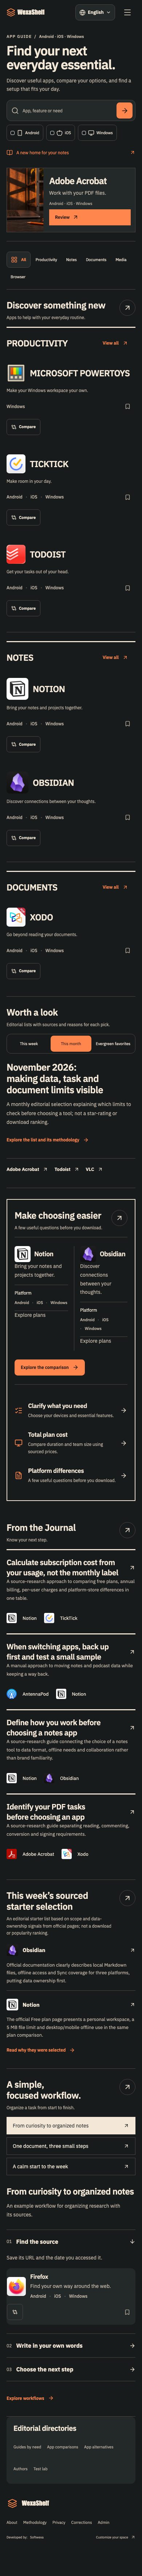 WexaShelf
English
APP GUIDE / Android · iOS · Windows
Find your next
everyday essential.
Discover useful apps, compare your options, and find a
setup that fits your day.
App, feature or need
Android
iOS
Windows
A new home for your notes
Adobe Acrobat
Work with your PDF files.
Android · iOS · Windows
Review
All
Productivity
Notes
Documents
Media
Browser
Discover something new
Apps to help with your everyday routine.
PRODUCTIVITY
View all
MICROSOFT POWERTOYS
Make your Windows workspace your own.
Windows
Compare
TICKTICK
Make room in your day.
Android · iOS · Windows
Compare
TODOIST
Get your tasks out of your head.
Android · iOS · Windows
Compare
NOTES
View all
NOTION
Bring your notes and projects together.
Android · iOS · Windows
Compare
OBSIDIAN
Discover connections between your thoughts.
Android · iOS · Windows
Compare
DOCUMENTS
View all
XODO
Go beyond reading your documents.
Android · iOS · Windows
Compare
Worth a look
Editorial lists with sources and reasons for each pick.
This week
This month
Evergreen favorites
November 2026:
making data, task and
document limits visible
A monthly editorial selection explaining which limits to
check before choosing a tool; not a star-rating or
download ranking.
Explore the list and its methodology
Adobe Acrobat
Todoist
VLC
Make choosing easier
A few useful questions before you download.
Notion
Bring your notes and
projects together.
Platform
Android iOS Windows
Explore plans
Obsidian
Discover
connections
between your
thoughts.
Platform
Android iOS
Windows
Explore plans
Explore the comparison
Clarify what you need
Choose your devices and essential features.
Total plan cost
Compare duration and team size using
sourced prices.
Platform differences
A few useful questions before you download.
From the Journal
Know your next step.
Calculate subscription cost from
your usage, not the monthly label
A source-research approach to comparing free plans, annual
billing, per-user charges and platform-store differences in
one table.
Notion
TickTick
When switching apps, back up
first and test a small sample
A manual approach to moving notes and podcast data while
keeping a way back.
AntennaPod
Notion
Define how you work before
choosing a notes app
A source-research guide connecting the choice of a notes
tool to data format, offline needs and collaboration rather
than brand familiarity.
Notion
Obsidian
Identify your PDF tasks
before choosing an app
A source-research guide separating reading, commenting,
conversion and signing requirements.
Adobe Acrobat
Xodo
This week's sourced
starter selection
An editorial starter list based on scope and data-
ownership signals from official pages; not a download
or popularity ranking.
Obsidian
Official documentation clearly describes local Markdown
files, offline access and Sync coverage for three platforms,
putting data ownership first.
Notion
The official Free plan page presents a personal workspace, a
5 MB file limit and desktop/mobile offline use in the same
plan comparison.
Read why they were selected
A simple,
focused workflow.
Organize a task from start to finish.
From curiosity to organized notes
One document, three small steps
A calm start to the week
From curiosity to organized notes
An example workflow for organizing research with
its sources.
01 Find the source
Save its URL and the date you accessed it.
Firefox
Find your own way around the web.
Android · iOS · Windows
02 Write in your own words
03 Choose the next step
Explore workflows
Editorial directories
Guides by need
App comparisons
App alternatives
Authors
Test lab
WexaShelf
About
Methodology
Privacy
Corrections
Admin
Customize your space